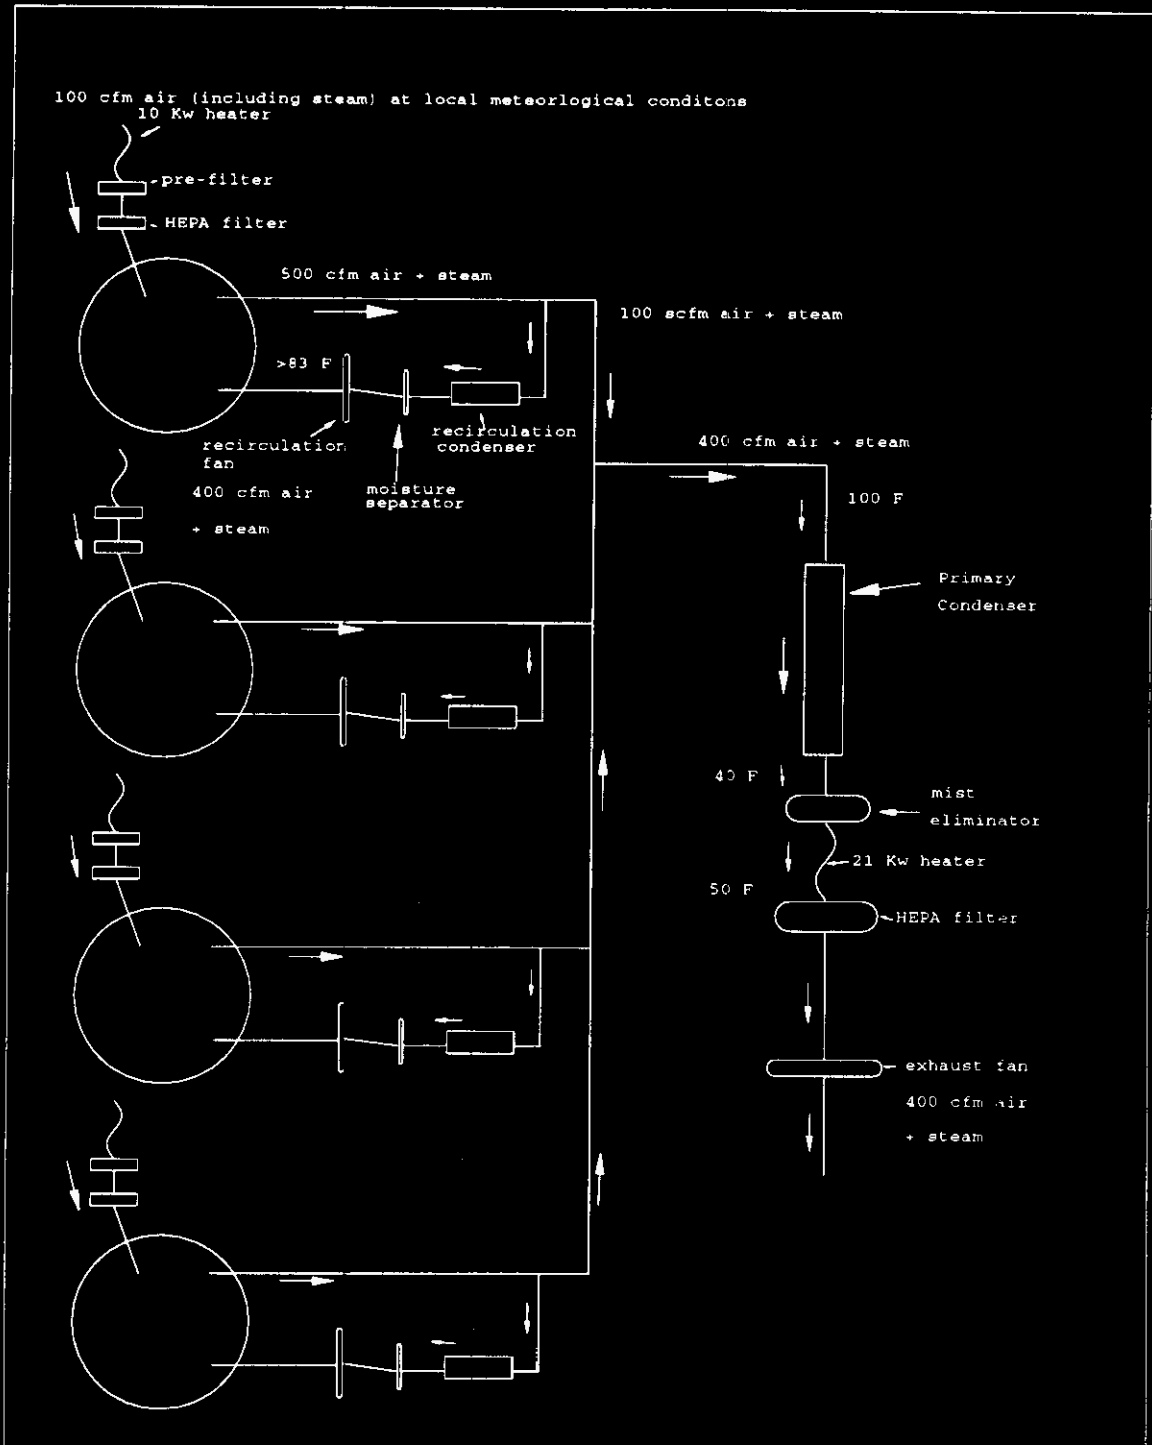 100 cfm air (including steam) at local meteorlogical conditons
10 Kw heater
pre-filter
HEPA filter
500 cfm air + steam
100 scfm air + steam
>83 F
recirculation
fan
recirculation
condenser
400 cfm air + steam
100 F
400 cfm air
+ steam
moisture
separator
Primary
Condenser
40 F
mist
eliminator
21 Kw heater
50 F
HEPA filter
exhaust fan
400 cfm air
+ steam